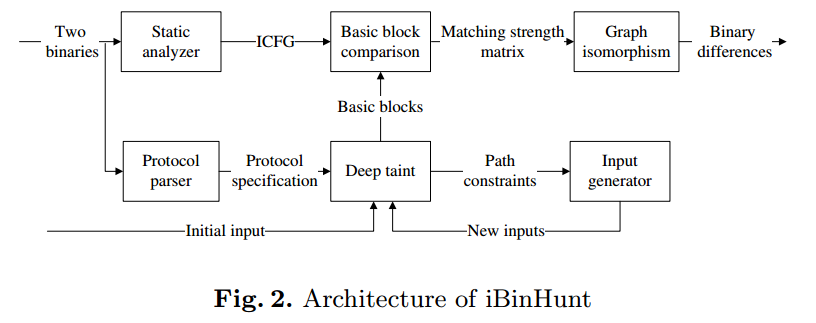 Two
binaries
Static
analyzer
ICFG
Basic block
comparison
Matching strength
matrix
Graph
isomorphism
Binary
differences
Basic blocks
Protocol
parser
Protocol
specification
Deep taint
Path
constraints
Input
generator
Initial input
New inputs
Fig. 2. Architecture of iBinHunt